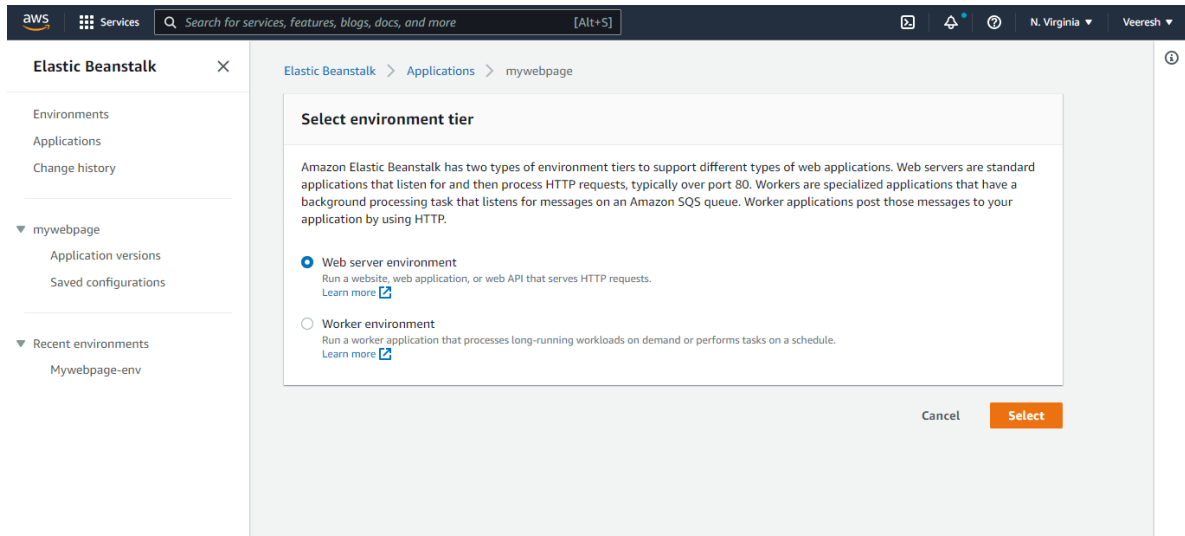 aws Services Search for services, features, blogs, docs, and more [Alt+S] N. Virginia Veeresh
Elastic Beanstalk
Environments
Applications
Change history
mywebpage
Application versions
Saved configurations
Recent environments
Mywebpage-env
Elastic Beanstalk > Applications > mywebpage
Select environment tier
Amazon Elastic Beanstalk has two types of environment tiers to support different types of web applications. Web servers are standard
applications that listen for and then process HTTP requests, typically over port 80. Workers are specialized applications that have a
background processing task that listens for messages on an Amazon SQS queue. Worker applications post those messages to your
application by using HTTP.
Web server environment
Run a website, web application, or web API that serves HTTP requests.
Learn more
Worker environment
Run a worker application that processes long-running workloads on demand or performs tasks on a schedule.
Learn more
Cancel Select